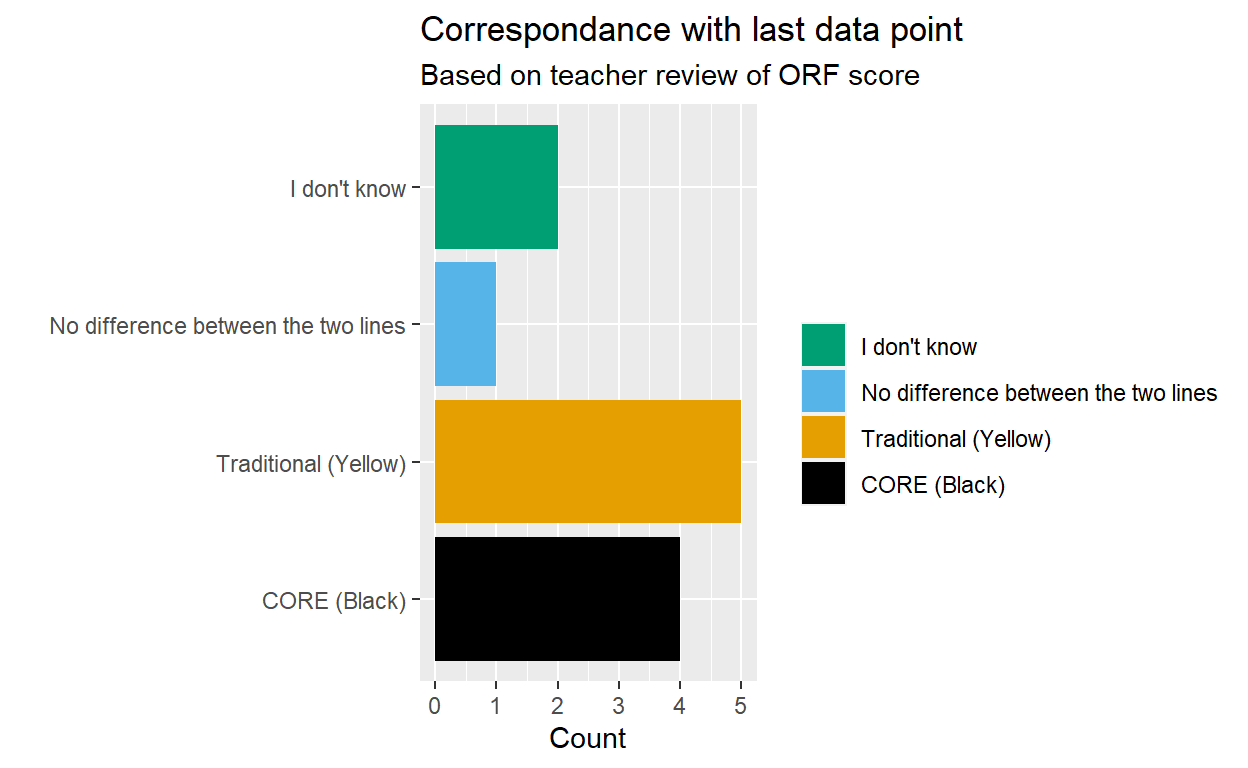 Correspondance with last data point
Based on teacher review of ORF score
I don't know
No difference between the two lines
Traditional (Yellow)
CORE (Black)
0 1 2 3 4 5
Count
I don't know
No difference between the two lines
Traditional (Yellow)
CORE (Black)